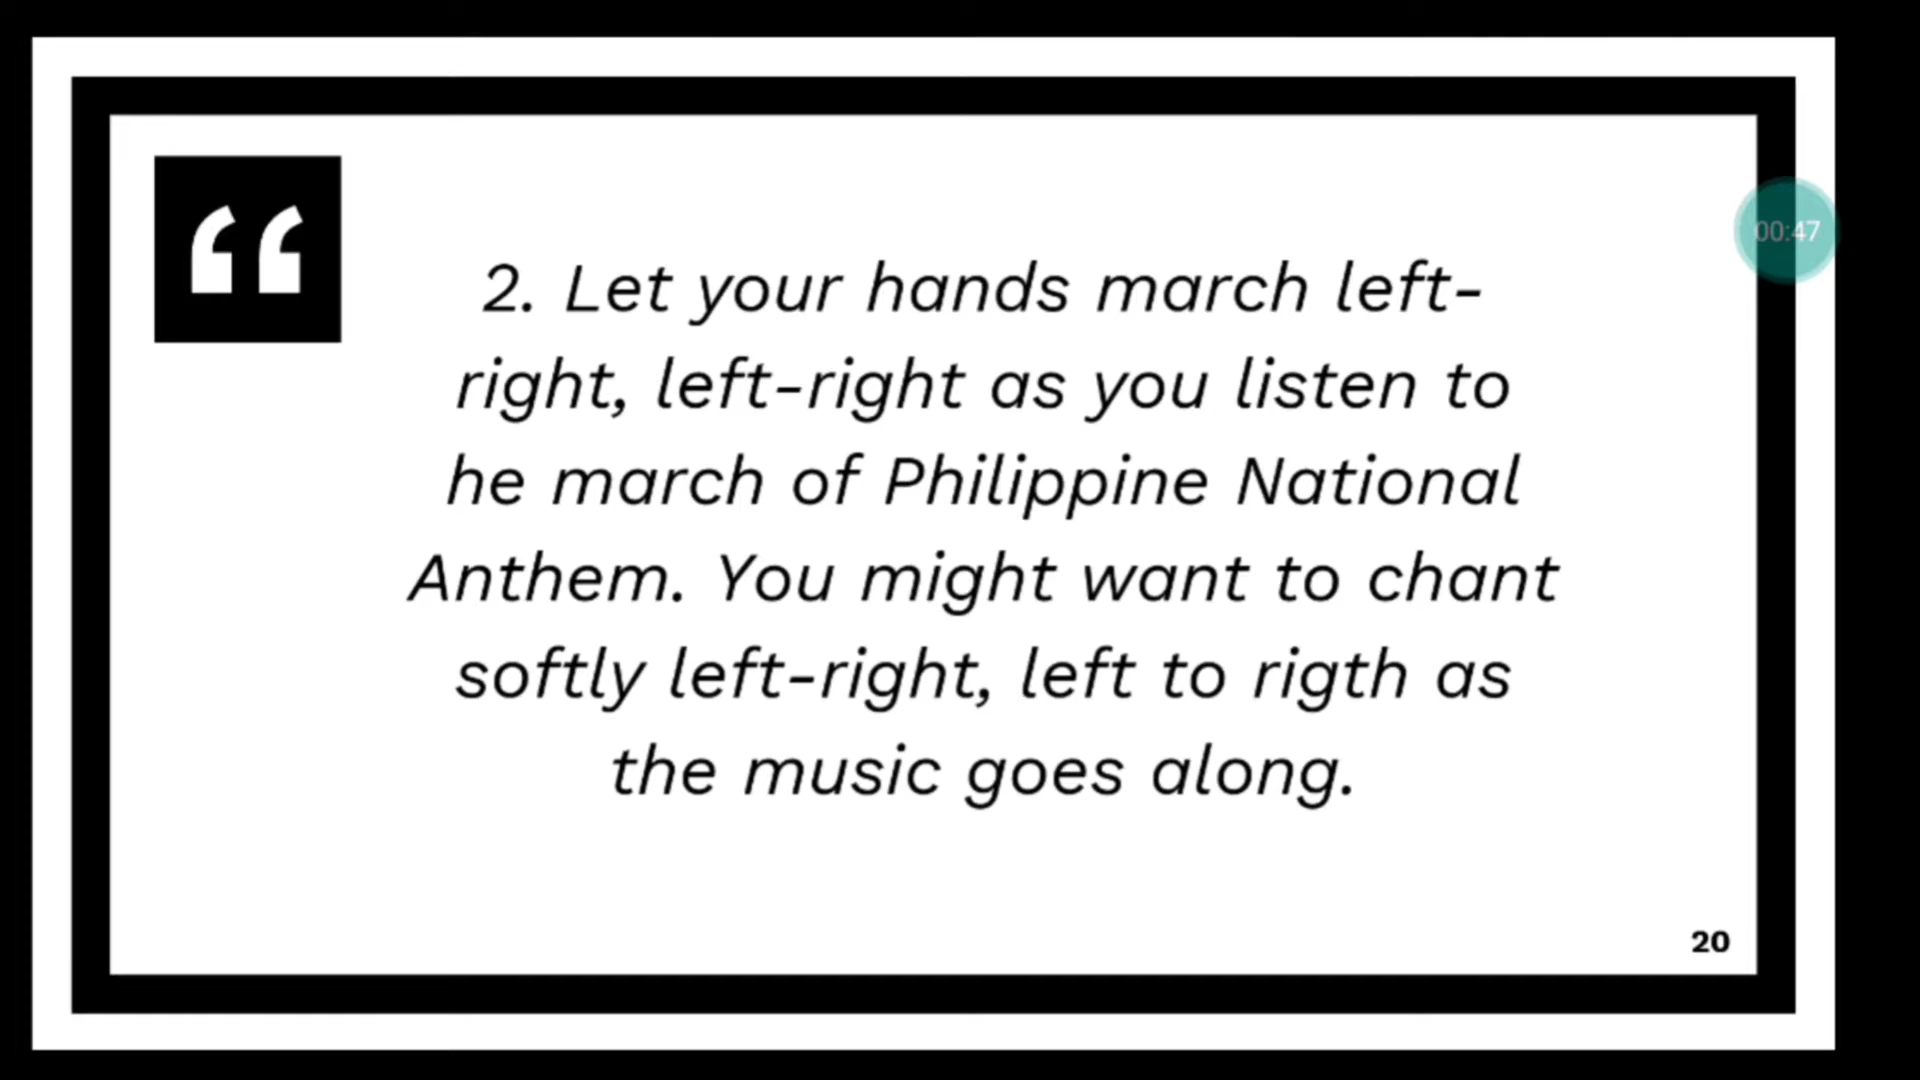 “
00:47
2. Let your hands march left-
right, left-right as you listen to
he march of Philippine National
Anthem. You might want to chant
softly left-right, left to rigth as
the music goes along.
20